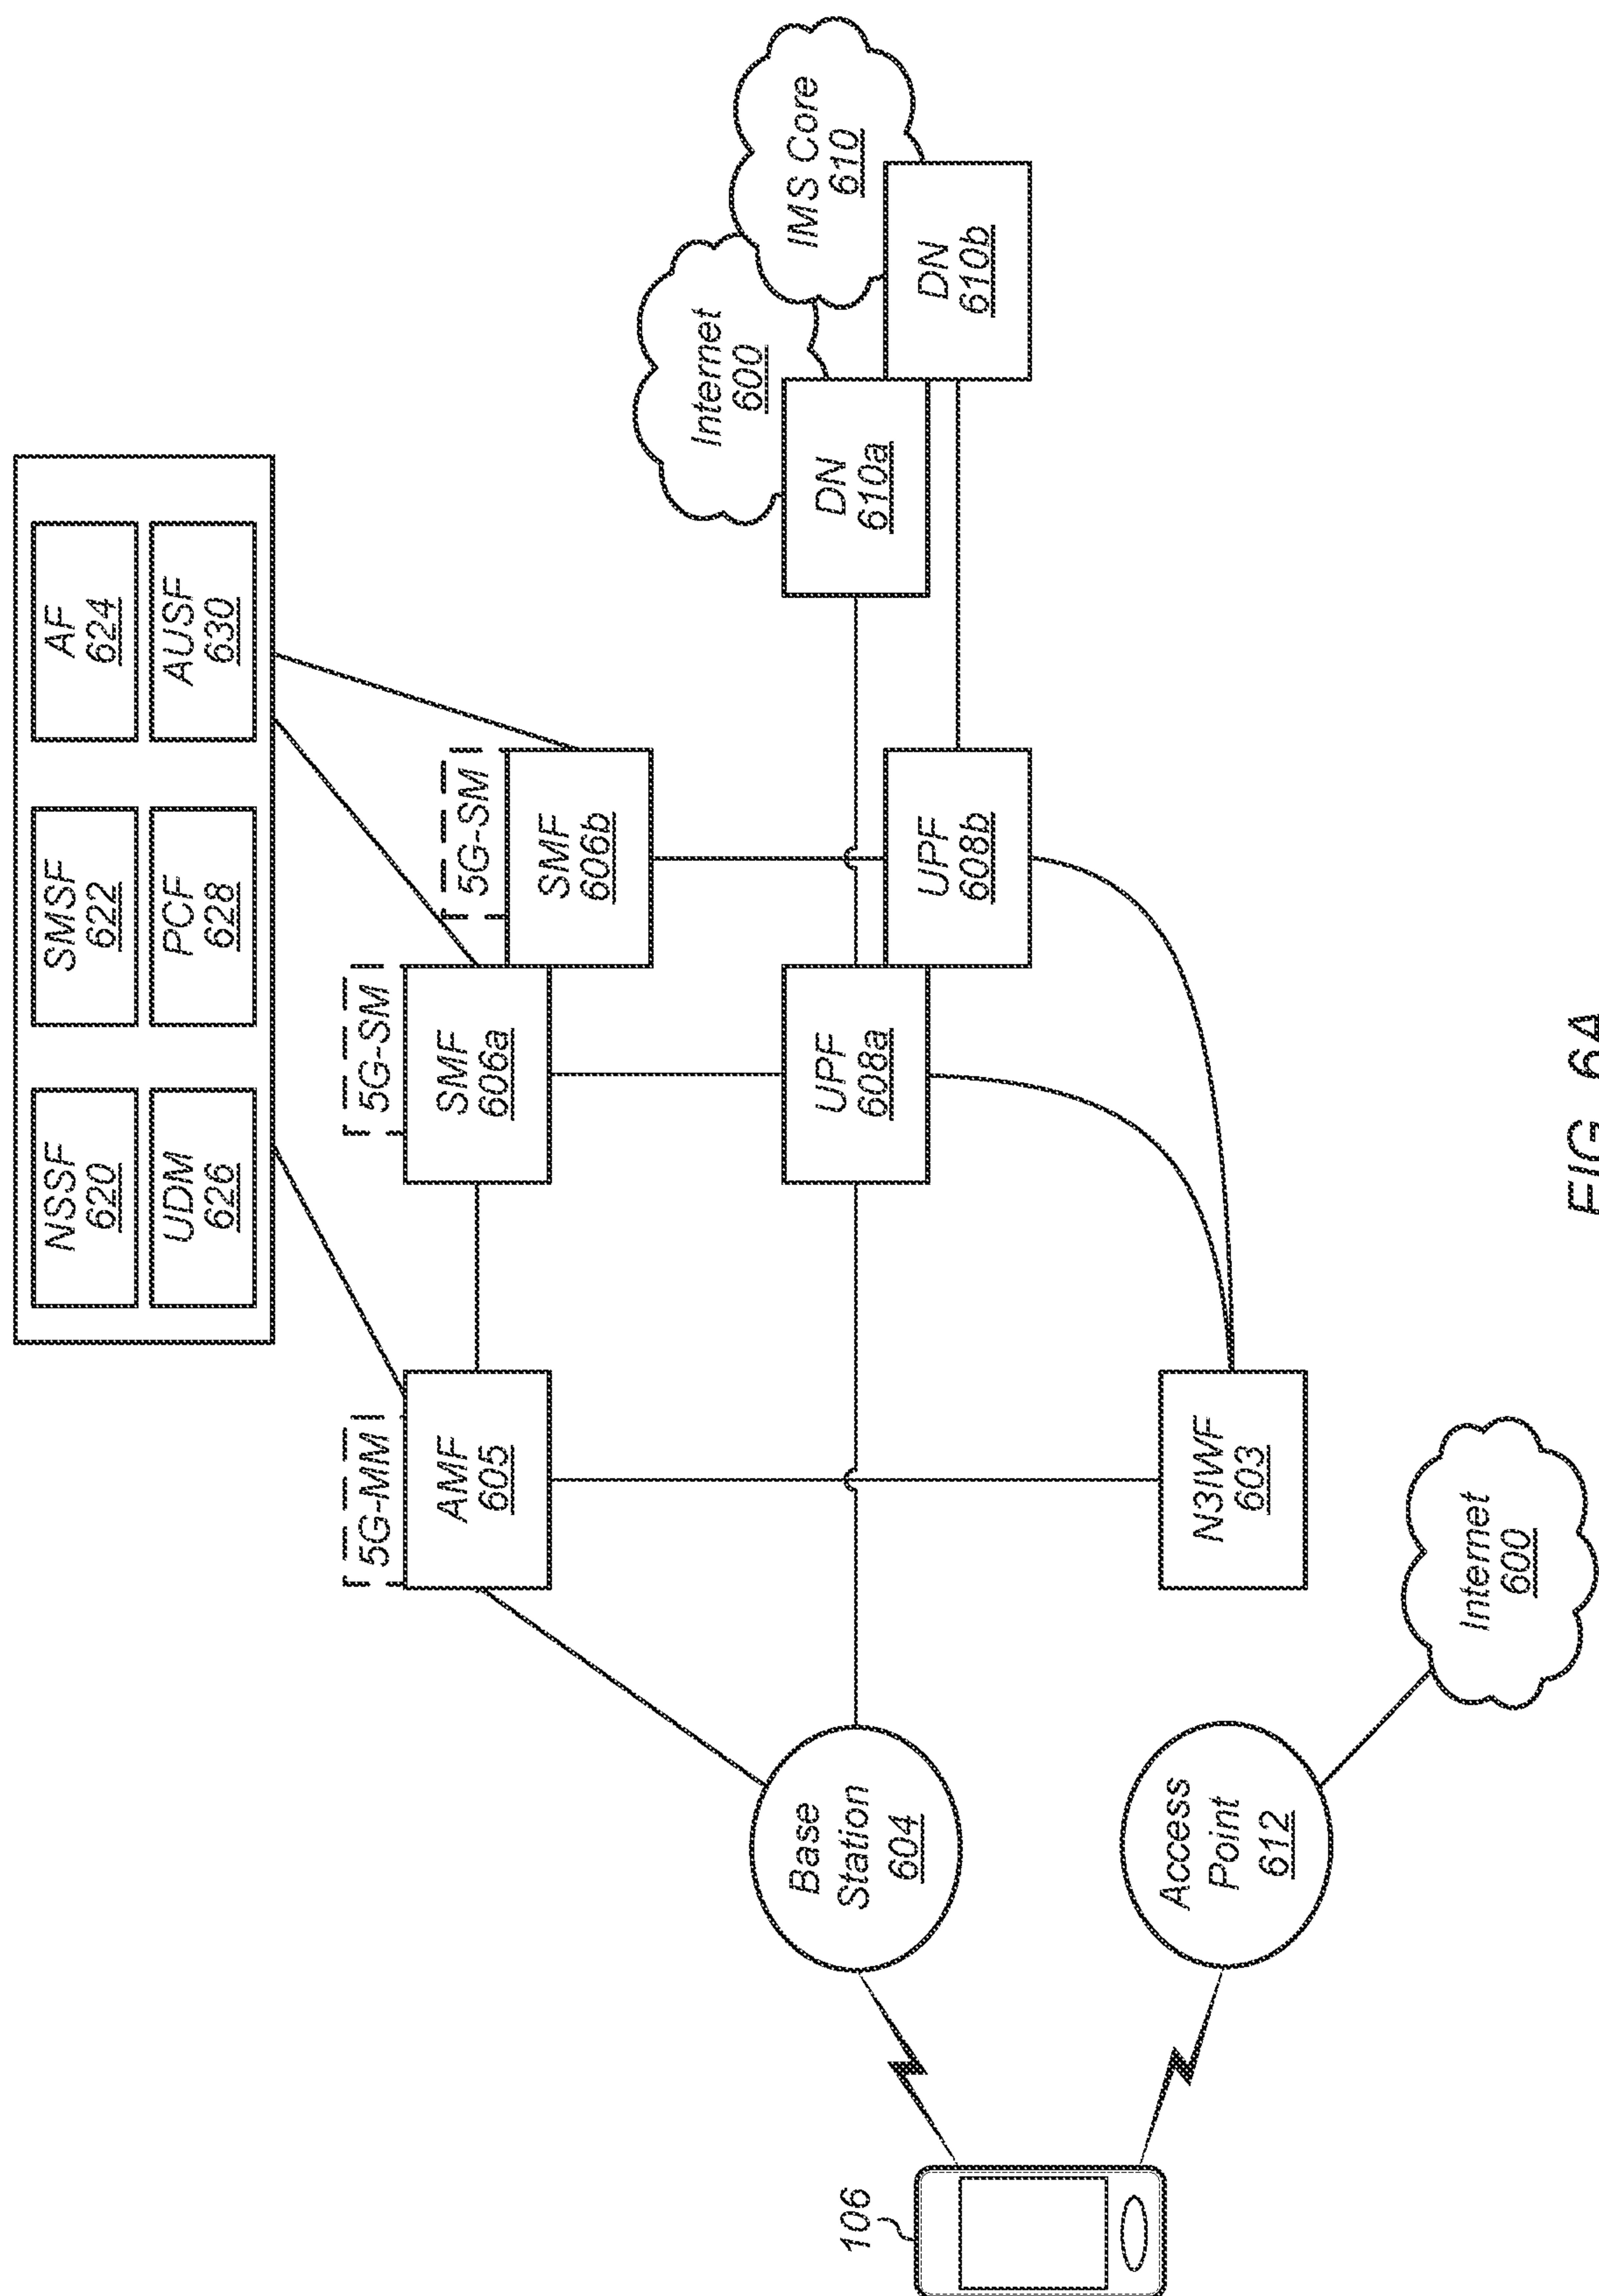 NSSF
620
SMSF
622
AF
624
UDM
626
PCF
628
AUSF
630
5G-MM
5G-SM
5G-SM
AMF
605
SMF
606a
SMF
606b
Internet
600
IMS Core
610
106
Base
Station
604
UPF
608a
UPF
608b
DN
610a
DN
610b
Access
Point
612
N3IWF
603
Internet
600
FIG. 6A